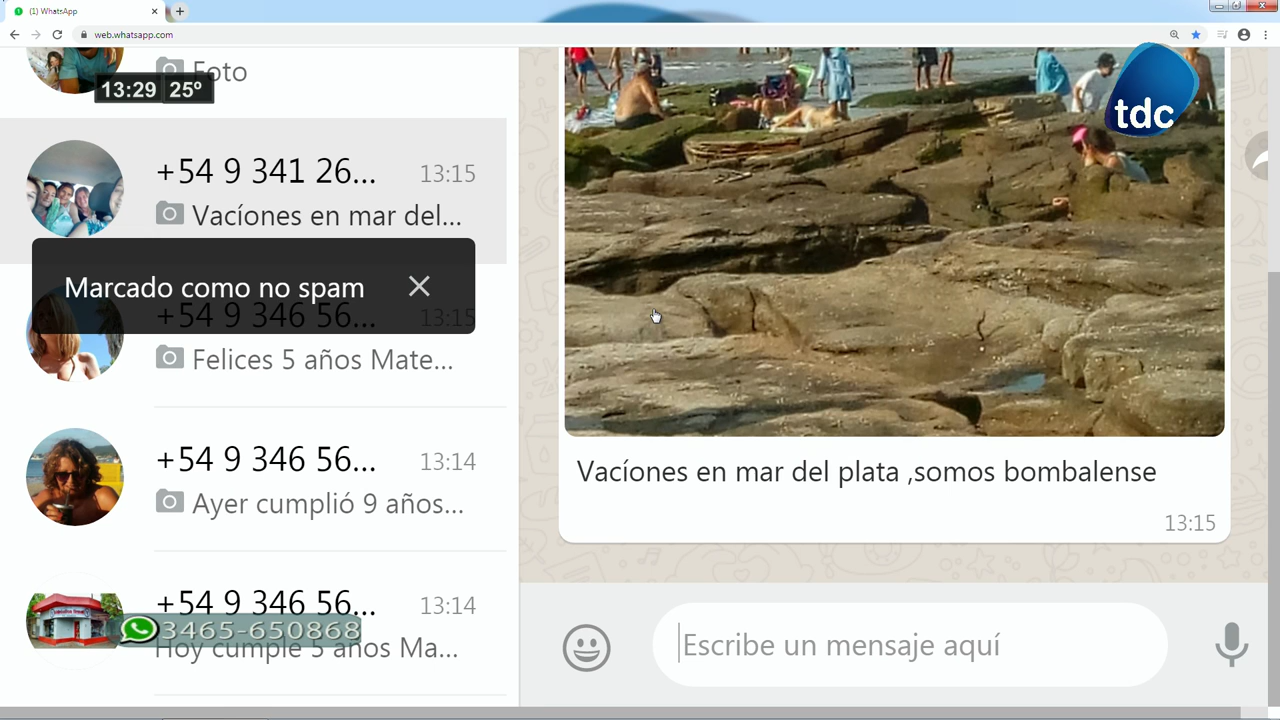 (1) WhatsApp
web.whatsapp.com
Foto
13:29 25º
tdc
+54 9 341 26... 13:15
Vacíones en mar del...
Marcado como no spam
+54 9 346 56... 13:15
Felices 5 años Mate...
+54 9 346 56... 13:14
Ayer cumplió 9 años...
+54 9 346 56... 13:14
3465-650868
Hoy cumple 5 años Ma...
Vacíones en mar del plata ,somos bombalense
13:15
Escribe un mensaje aquí